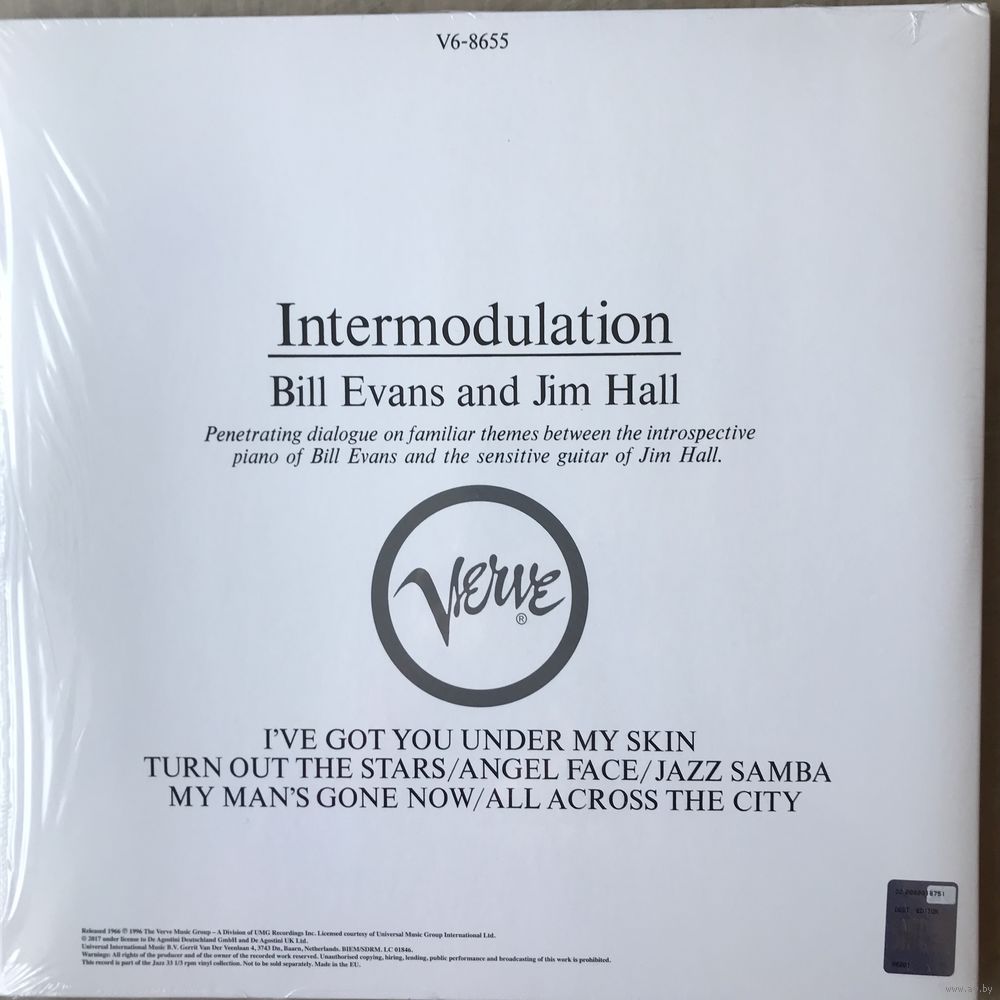 V6-8655
Intermodulation
Bill Evans and Jim Hall
Penetrating dialogue on familiar themes between the introspective
piano of Bill Evans and the sensitive guitar of Jim Hall.
Verve
®
I'VE GOT YOU UNDER MY SKIN
TURN OUT THE STARS/ANGEL FACE/JAZZ SAMBA
MY MAN'S GONE NOW/ALL ACROSS THE CITY
Released 1966 ℗ 1996 The Verve Music Group – A Division of UMG Recordings Inc. Licensed courtesy of Universal Music Group International Ltd.
© 2017 under license to De Agostini Deutschland GmbH and De Agostini UK Ltd.
Universal International Music B.V. Gerrit Van Der Veenlaan 4, 3743 Dn, Baarn, Netherlands. BIEM/SDRM. LC 01846.
Warnings: All rights of the producer and of the owner of the recorded work reserved. Unauthorised copying, hiring, lending, public performance and broadcasting of this work is prohibited.
This record is part of the Jazz 33 1/3 rpm vinyl collection. Not to be sold separately. Made in the EU.
EDITION
www.ay.by